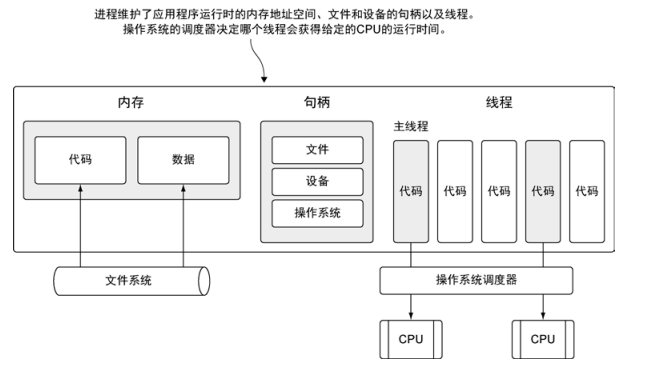 进程维护了应用程序运行时的内存地址空间、文件和设备的句柄以及线程。
操作系统的调度器决定哪个线程会获得给定的CPU的运行时间。
内存
句柄
线程
主线程
代码
数据
文件
设备
操作系统
代码
代码
代码
代码
代码
文件系统
操作系统调度器
CPU
CPU